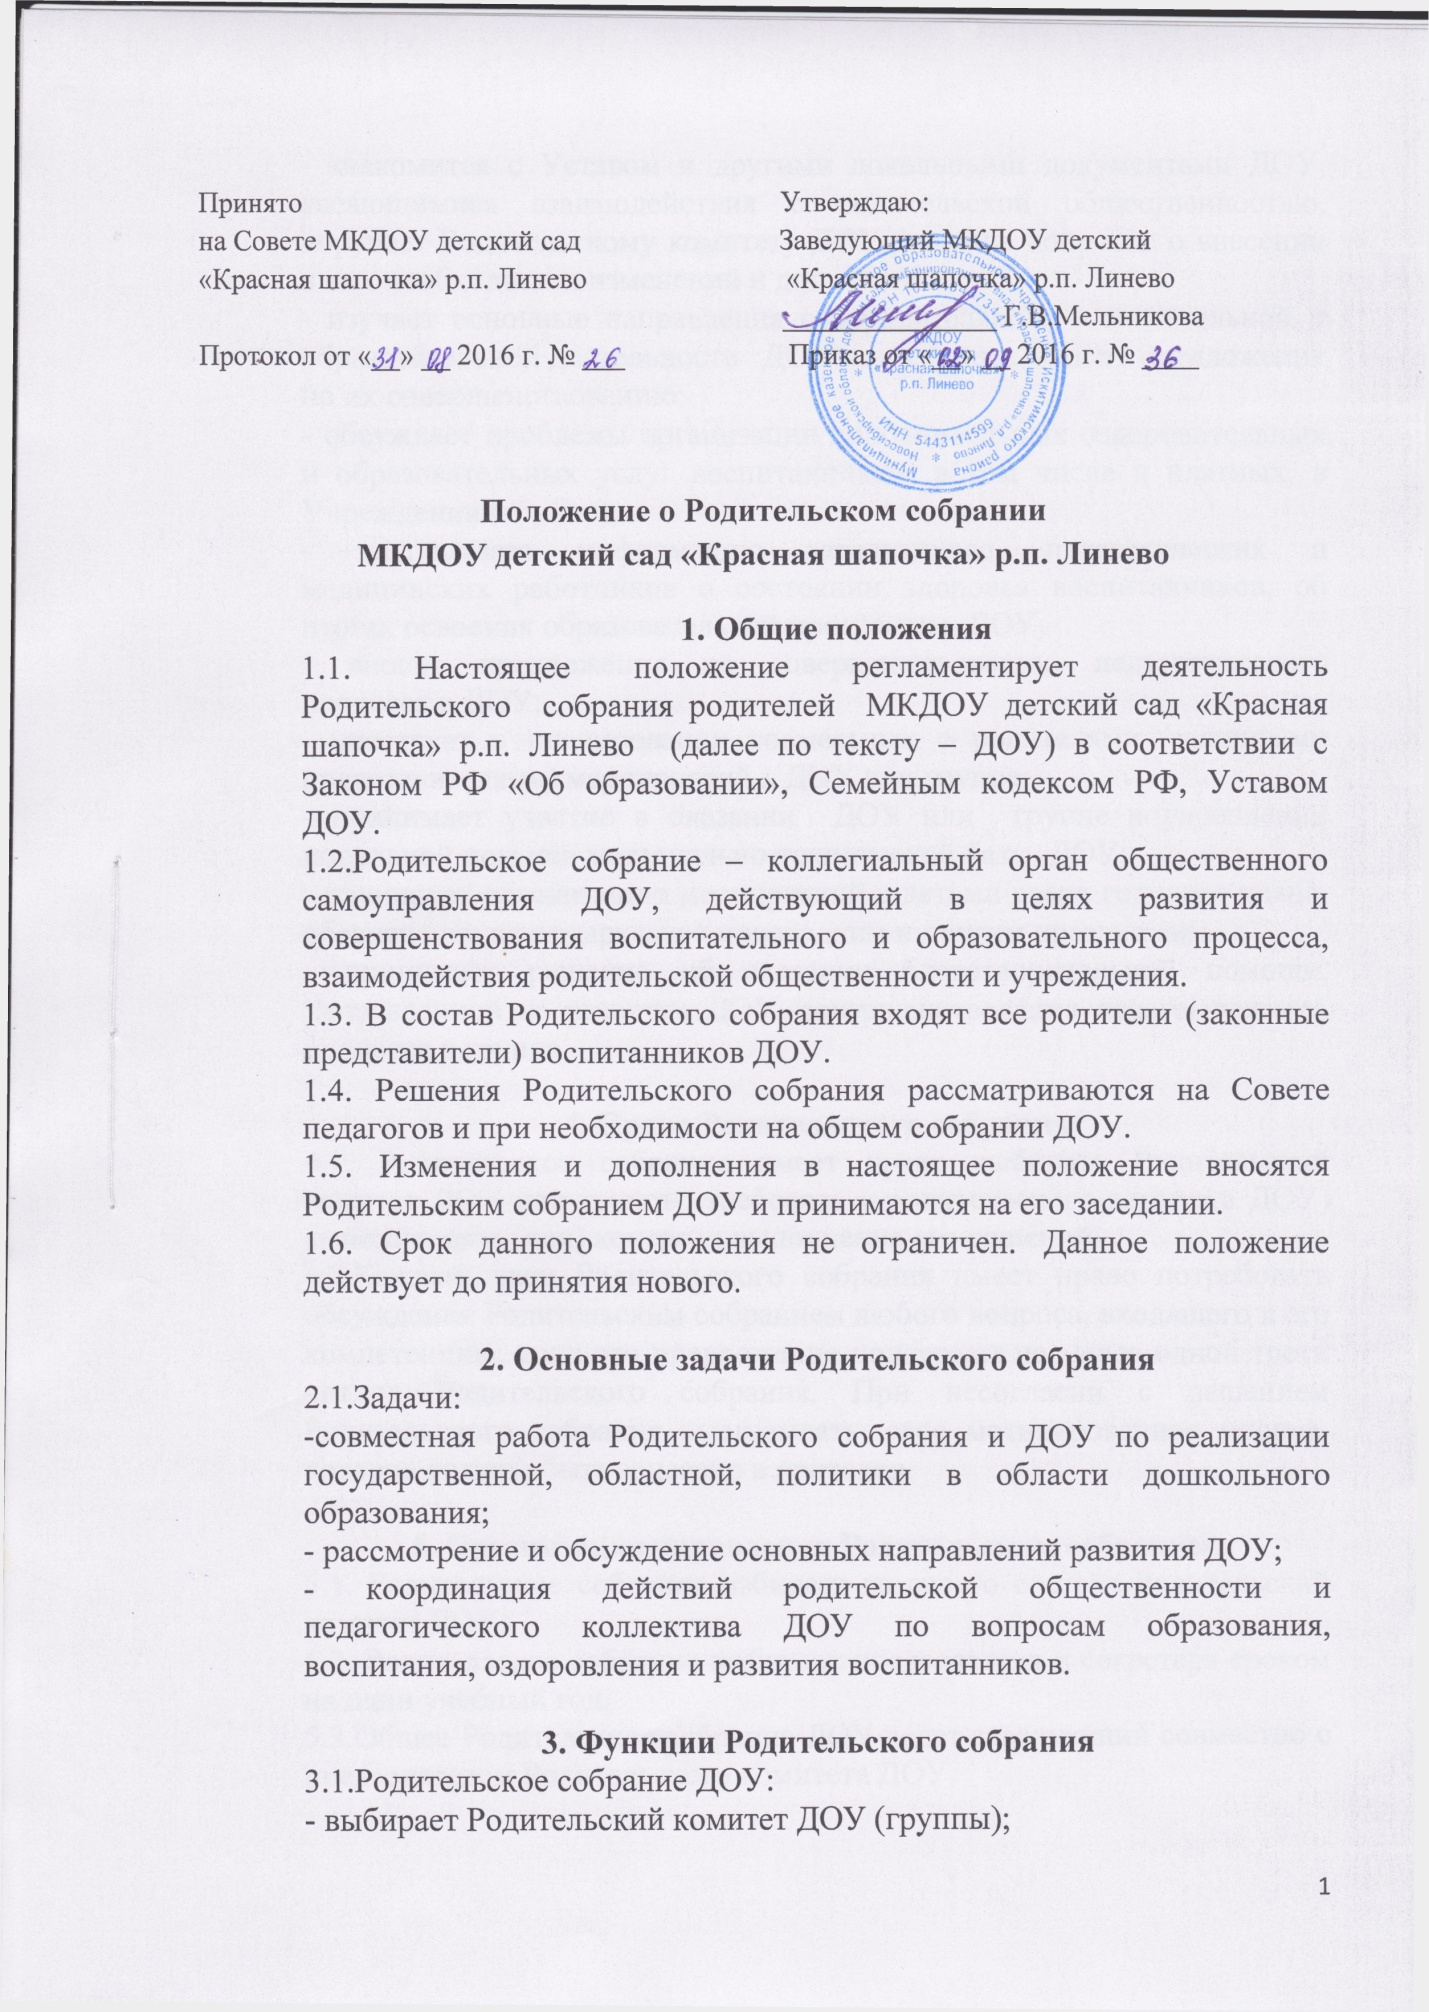 Принято
на Совете МКДОУ детский сад
«Красная шапочка» р.п. Линево
Протокол от «31» 08 2016 г. № 26
Утверждаю:
Заведующий МКДОУ детский
«Красная шапочка» р.п. Линево
Г.В.Мельникова
Приказ от «02» 09 2016 г. № 36
МКДОУ
детский сад
«Красная шапочка»
р.п. Линево
ИНН 5443114599
Положение о Родительском собрании
МКДОУ детский сад «Красная шапочка» р.п. Линево
1. Общие положения
1.1. Настоящее положение регламентирует деятельность
Родительского собрания родителей МКДОУ детский сад «Красная
шапочка» р.п. Линево (далее по тексту – ДОУ) в соответствии с
Законом РФ «Об образовании», Семейным кодексом РФ, Уставом
ДОУ.
1.2.Родительское собрание – коллегиальный орган общественного
самоуправления ДОУ, действующий в целях развития и
совершенствования воспитательного и образовательного процесса,
взаимодействия родительской общественности и учреждения.
1.3. В состав Родительского собрания входят все родители (законные
представители) воспитанников ДОУ.
1.4. Решения Родительского собрания рассматриваются на Совете
педагогов и при необходимости на общем собрании ДОУ.
1.5. Изменения и дополнения в настоящее положение вносятся
Родительским собранием ДОУ и принимаются на его заседании.
1.6. Срок данного положения не ограничен. Данное положение
действует до принятия нового.
2. Основные задачи Родительского собрания
2.1.Задачи:
-совместная работа Родительского собрания и ДОУ по реализации
государственной, областной, политики в области дошкольного
образования;
- рассмотрение и обсуждение основных направлений развития ДОУ;
- координация действий родительской общественности и
педагогического коллектива ДОУ по вопросам образования,
воспитания, оздоровления и развития воспитанников.
3. Функции Родительского собрания
3.1.Родительское собрание ДОУ:
- выбирает Родительский комитет ДОУ (группы);
1